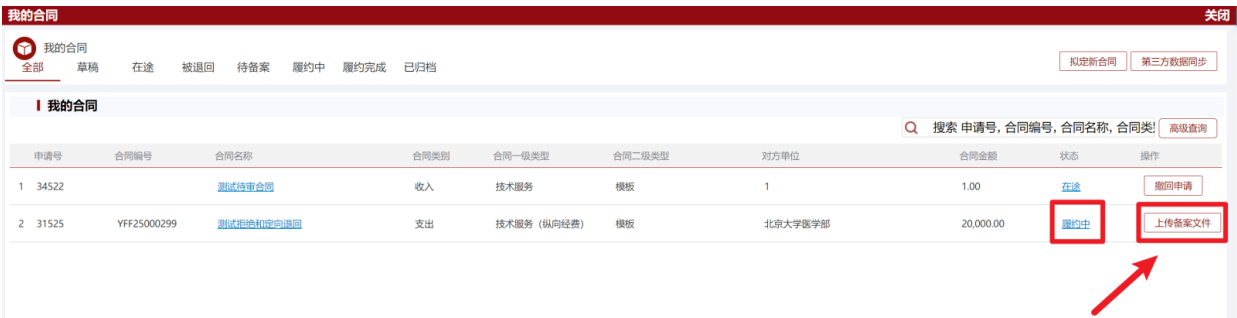 我的合同 关闭
我的合同
全部 草稿 在途 被退回 待备案 履约中 履约完成 已归档 拟定新合同 第三方数据同步
我的合同
搜索 申请号, 合同编号, 合同名称, 合同类 高级查询
申请号 合同编号 合同名称 合同类别 合同一级类型 合同二级类型 对方单位 合同金额 状态 操作
1 34522 测试待审合同 收入 技术服务 模板 1 1.00 在途 撤回申请
2 31525 YFF25000299 测试拒绝和定向退回 支出 技术服务（纵向经费） 模板 北京大学医学部 20,000.00 履约中 上传备案文件